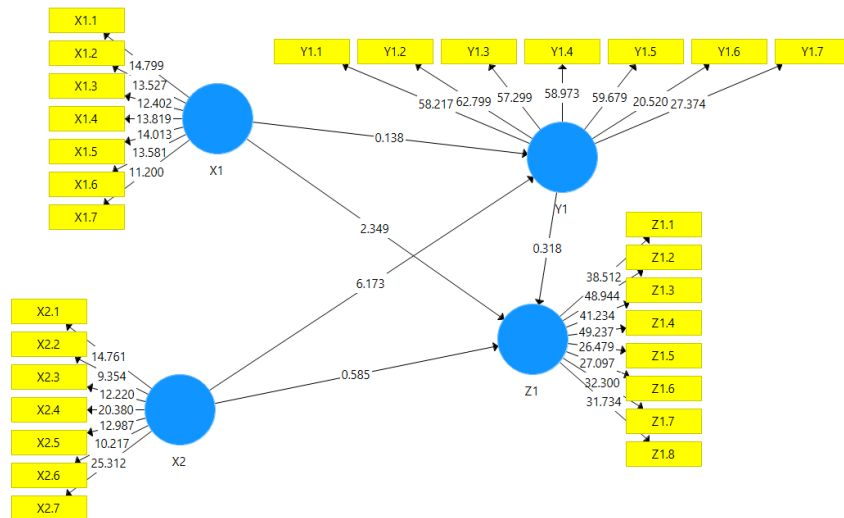 X1.1
X1.2
X1.3
X1.4
X1.5
X1.6
X1.7
14.799
13.527
12.402
13.819
14.013
13.581
11.200
X1
Y1.1 Y1.2 Y1.3 Y1.4 Y1.5 Y1.6 Y1.7
58.217 62.799 57.299 58.973 59.679 20.520 27.374
Y1
0.138
2.349
6.173
0.318
0.585
X2.1
X2.2
X2.3
X2.4
X2.5
X2.6
X2.7
14.761
9.354
12.220
20.380
12.987
10.217
25.312
X2
Z1.1
Z1.2
Z1.3
Z1.4
Z1.5
Z1.6
Z1.7
Z1.8
38.512
48.944
41.234
49.237
26.479
27.097
32.300
31.734
Z1